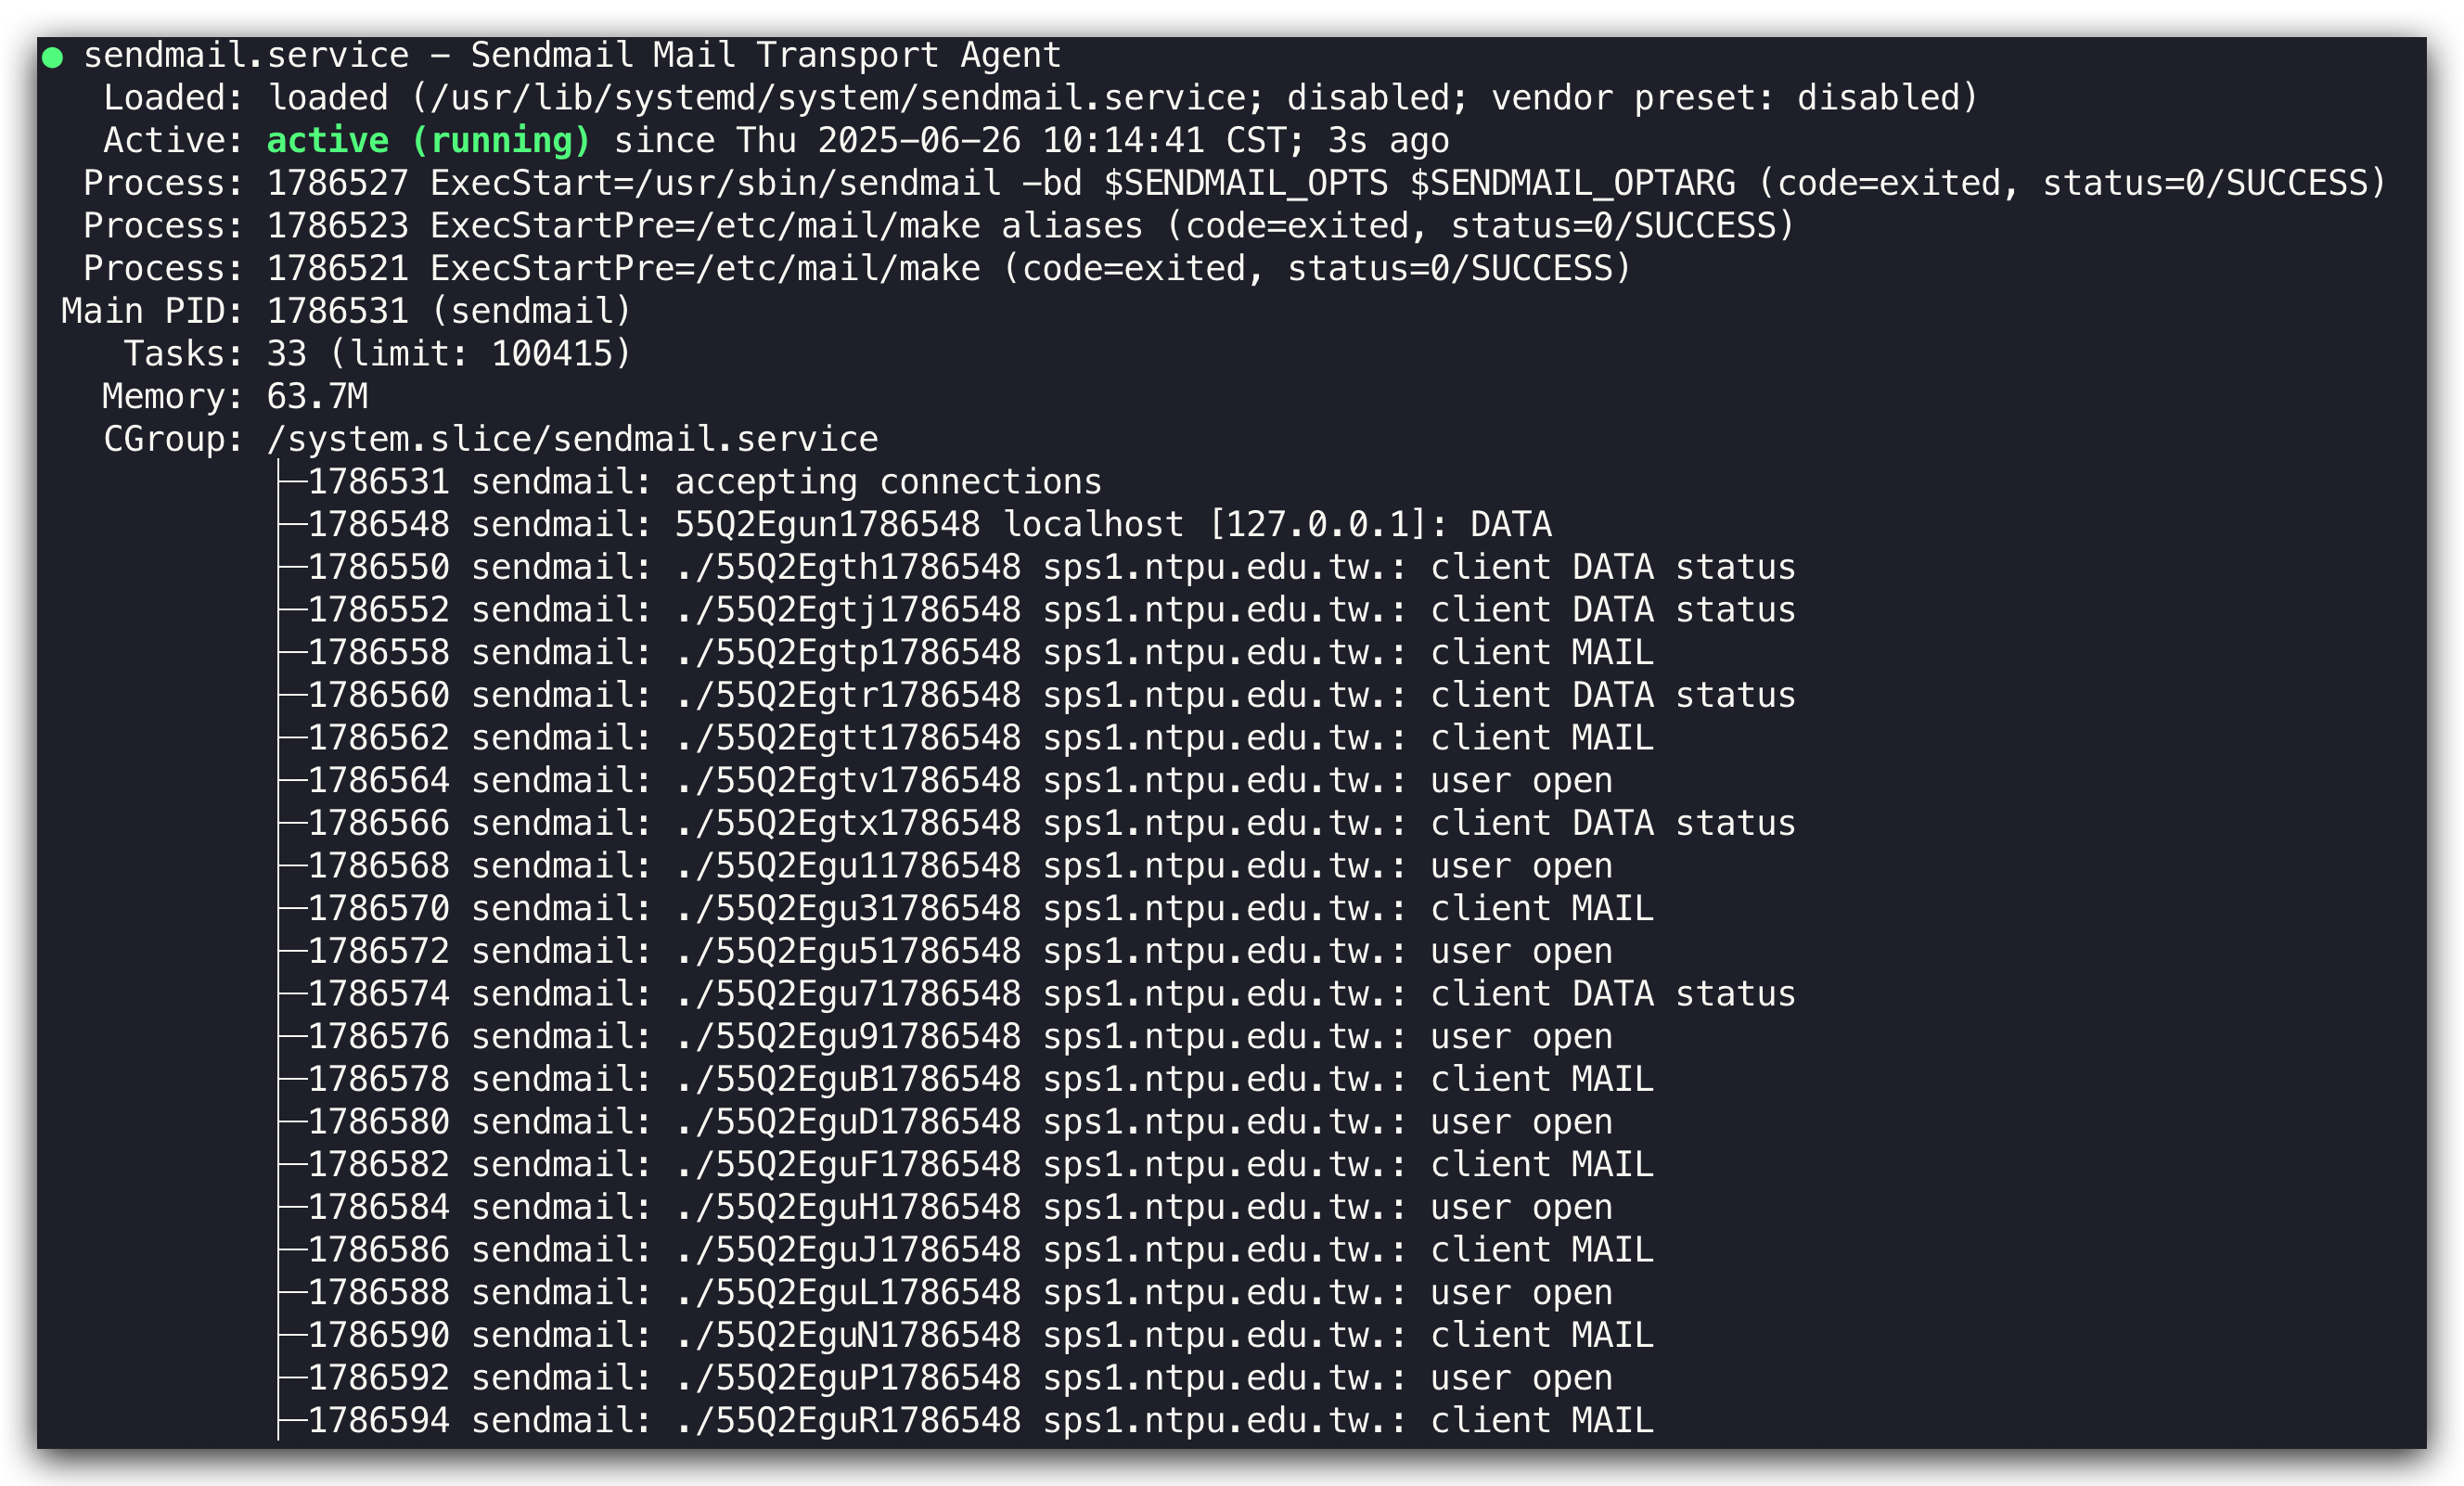 ● sendmail.service - Sendmail Mail Transport Agent
Loaded: loaded (/usr/lib/systemd/system/sendmail.service; disabled; vendor preset: disabled)
Active: active (running) since Thu 2025-06-26 10:14:41 CST; 3s ago
Process: 1786527 ExecStart=/usr/sbin/sendmail -bd $SENDMAIL_OPTS $SENDMAIL_OPTARG (code=exited, status=0/SUCCESS)
Process: 1786523 ExecStartPre=/etc/mail/make aliases (code=exited, status=0/SUCCESS)
Process: 1786521 ExecStartPre=/etc/mail/make (code=exited, status=0/SUCCESS)
Main PID: 1786531 (sendmail)
Tasks: 33 (limit: 100415)
Memory: 63.7M
CGroup: /system.slice/sendmail.service
├─1786531 sendmail: accepting connections
├─1786548 sendmail: 55Q2Egun1786548 localhost [127.0.0.1]: DATA
├─1786550 sendmail: ./55Q2Egth1786548 sps1.ntpu.edu.tw.: client DATA status
├─1786552 sendmail: ./55Q2Egtj1786548 sps1.ntpu.edu.tw.: client DATA status
├─1786558 sendmail: ./55Q2Egtp1786548 sps1.ntpu.edu.tw.: client MAIL
├─1786560 sendmail: ./55Q2Egtr1786548 sps1.ntpu.edu.tw.: client DATA status
├─1786562 sendmail: ./55Q2Egtt1786548 sps1.ntpu.edu.tw.: client MAIL
├─1786564 sendmail: ./55Q2Egtv1786548 sps1.ntpu.edu.tw.: user open
├─1786566 sendmail: ./55Q2Egtx1786548 sps1.ntpu.edu.tw.: client DATA status
├─1786568 sendmail: ./55Q2Egu11786548 sps1.ntpu.edu.tw.: user open
├─1786570 sendmail: ./55Q2Egu31786548 sps1.ntpu.edu.tw.: client MAIL
├─1786572 sendmail: ./55Q2Egu51786548 sps1.ntpu.edu.tw.: user open
├─1786574 sendmail: ./55Q2Egu71786548 sps1.ntpu.edu.tw.: client DATA status
├─1786576 sendmail: ./55Q2Egu91786548 sps1.ntpu.edu.tw.: user open
├─1786578 sendmail: ./55Q2EguB1786548 sps1.ntpu.edu.tw.: client MAIL
├─1786580 sendmail: ./55Q2EguD1786548 sps1.ntpu.edu.tw.: user open
├─1786582 sendmail: ./55Q2EguF1786548 sps1.ntpu.edu.tw.: client MAIL
├─1786584 sendmail: ./55Q2EguH1786548 sps1.ntpu.edu.tw.: user open
├─1786586 sendmail: ./55Q2EguJ1786548 sps1.ntpu.edu.tw.: client MAIL
├─1786588 sendmail: ./55Q2EguL1786548 sps1.ntpu.edu.tw.: user open
├─1786590 sendmail: ./55Q2EguN1786548 sps1.ntpu.edu.tw.: client MAIL
├─1786592 sendmail: ./55Q2EguP1786548 sps1.ntpu.edu.tw.: user open
├─1786594 sendmail: ./55Q2EguR1786548 sps1.ntpu.edu.tw.: client MAIL